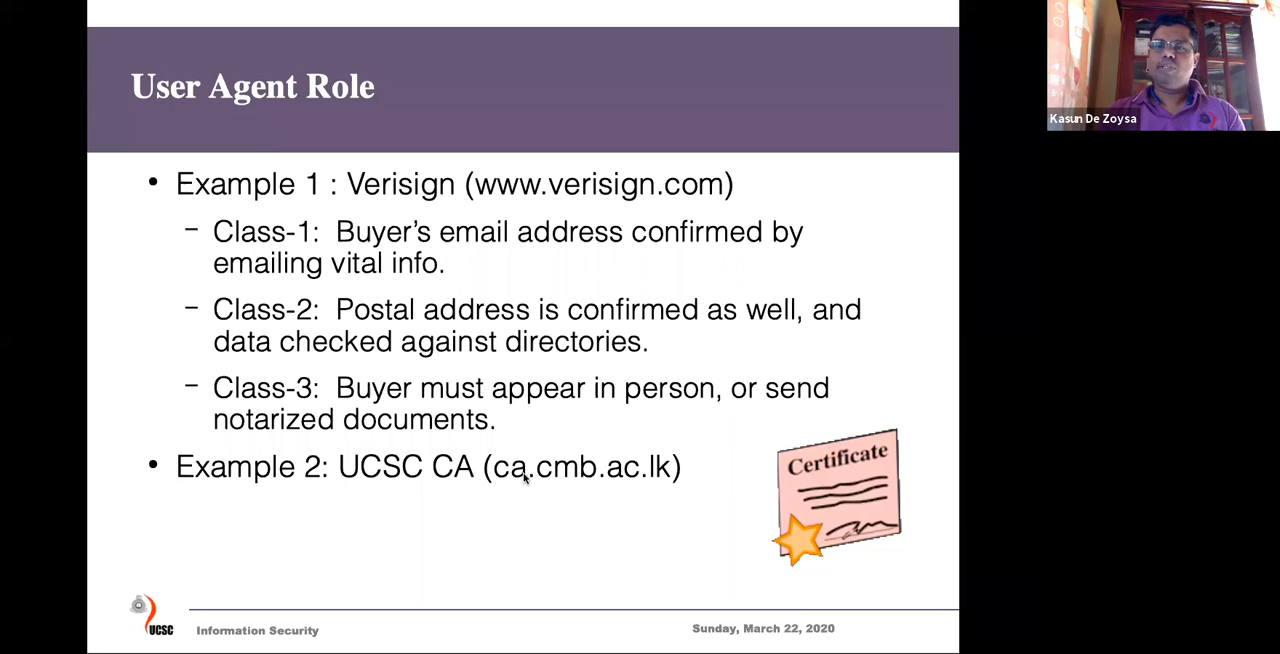 User Agent Role
• Example 1 : Verisign (www.verisign.com)
– Class-1: Buyer’s email address confirmed by
emailing vital info.
– Class-2: Postal address is confirmed as well, and
data checked against directories.
– Class-3: Buyer must appear in person, or send
notarized documents.
• Example 2: UCSC CA (ca.cmb.ac.lk)
Certificate
UCSC
Information Security
Sunday, March 22, 2020
Kasun De Zoysa